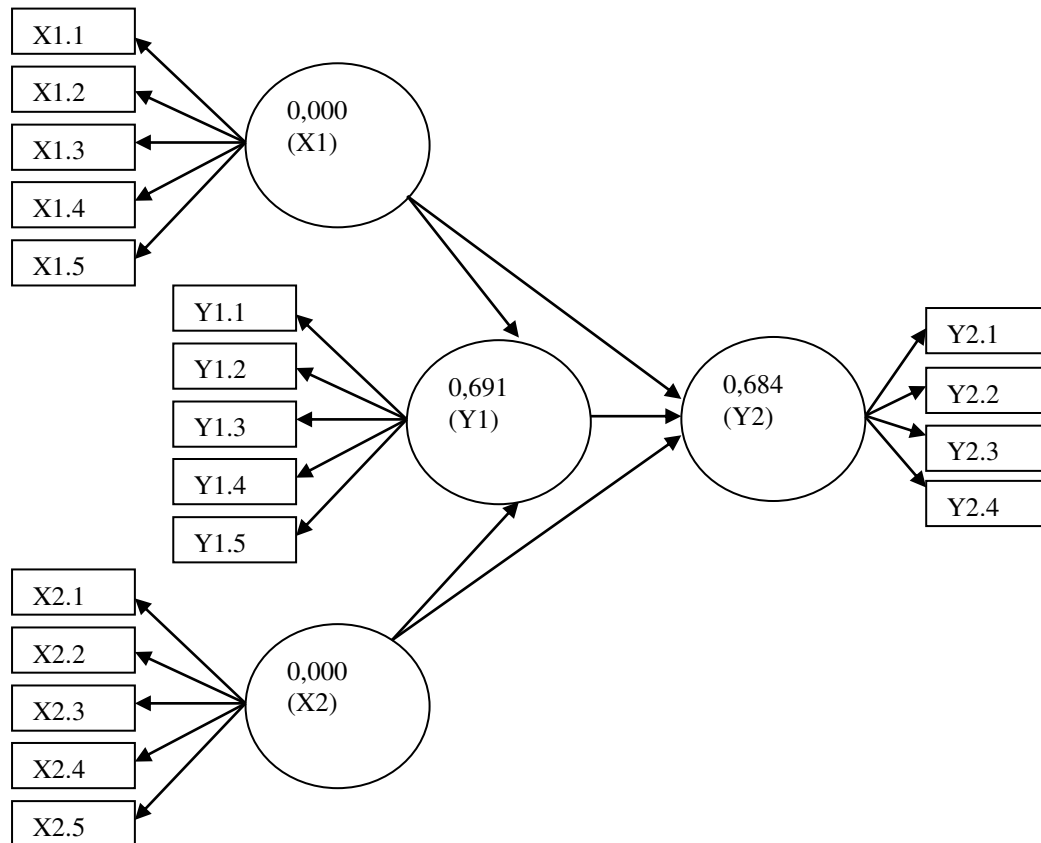 X1.1
X1.2
X1.3
X1.4
X1.5
0,000
(X1)
Y1.1
Y1.2
Y1.3
Y1.4
Y1.5
0,691
(Y1)
0,684
(Y2)
Y2.1
Y2.2
Y2.3
Y2.4
X2.1
X2.2
X2.3
X2.4
X2.5
0,000
(X2)